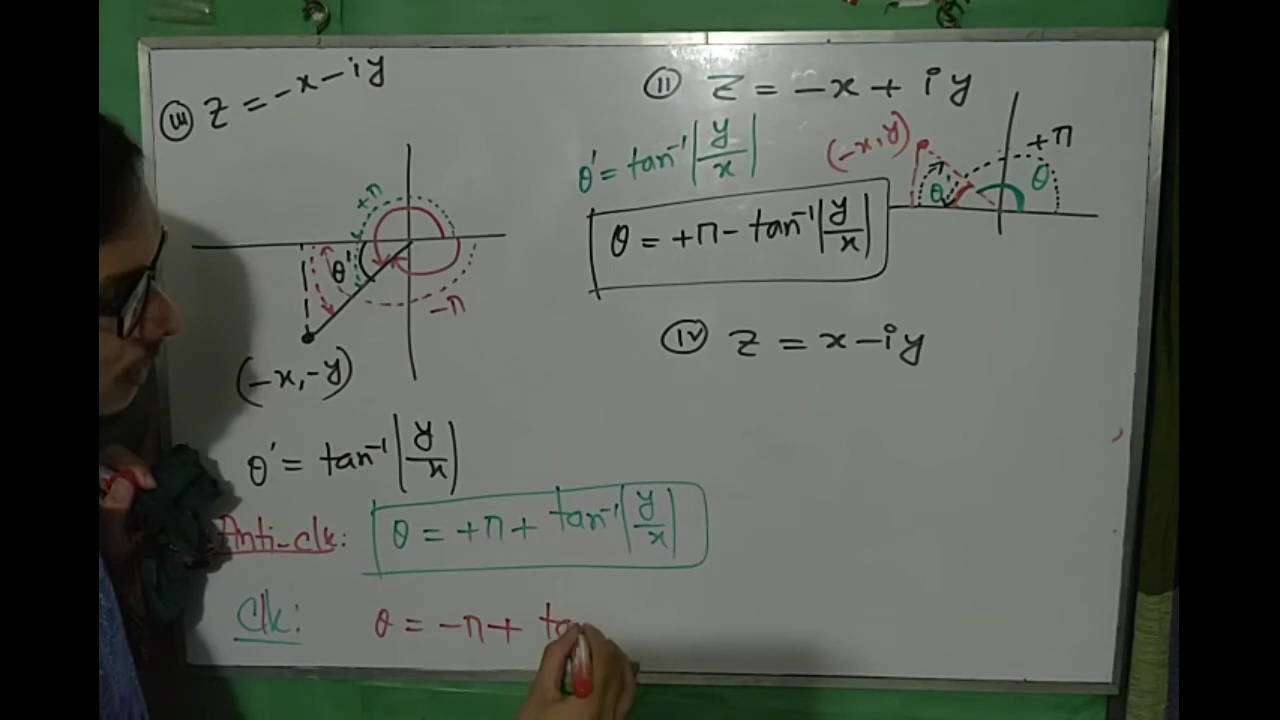 (iii) z = -x-iy
+π
θ'
-π
(-x,-y)
θ' = tan⁻¹|y/x|
Anti-clk: θ = +π + tan⁻¹|y/x|
Clk: θ = -π + ta
(ii) z = -x + iy
θ' = tan⁻¹|y/x|
(-x,y)
+π
θ
θ = +π - tan⁻¹|y/x|
(iv) z = x-iy